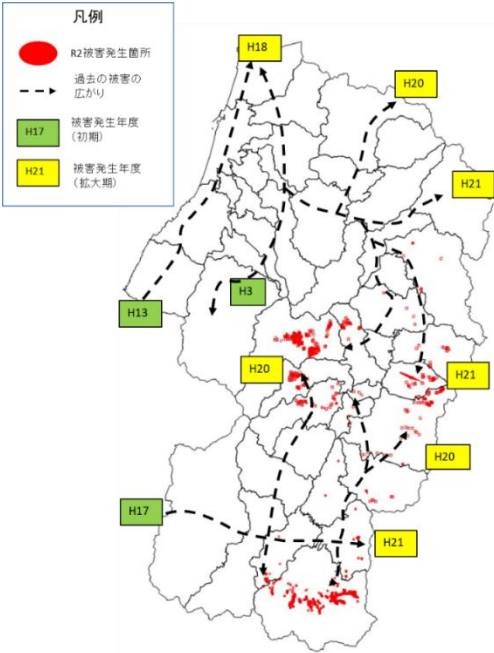 凡例
R2被害発生箇所
過去の被害の
広がり
H17
被害発生年度
(初期)
H21
被害発生年度
(拡大期)
H18
H20
H21
H3
H13
H20
H21
H20
H17
H21